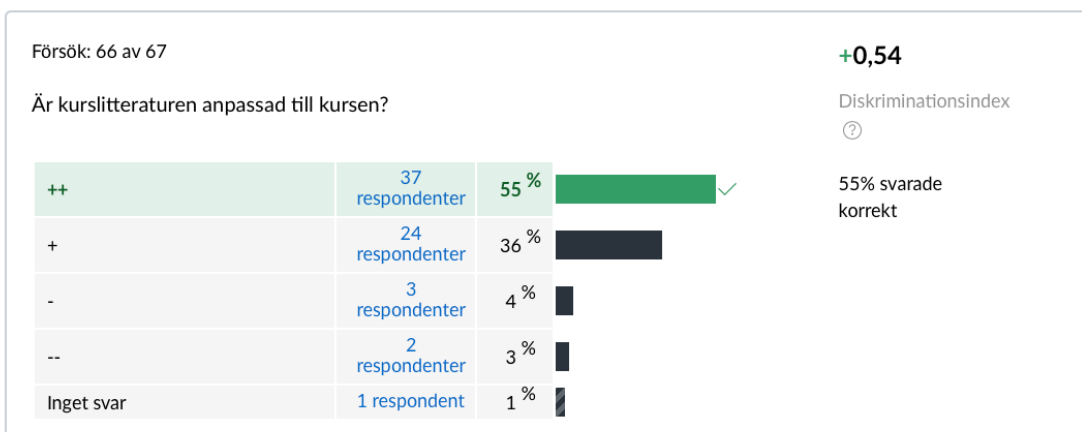 Försök: 66 av 67
+0,54
Är kurslitteraturen anpassad till kursen?
Diskriminationsindex
?
++ 37 respondenter 55 %
55% svarade
korrekt
+ 24 respondenter 36 %
- 3 respondenter 4 %
-- 2 respondenter 3 %
Inget svar 1 respondent 1 %